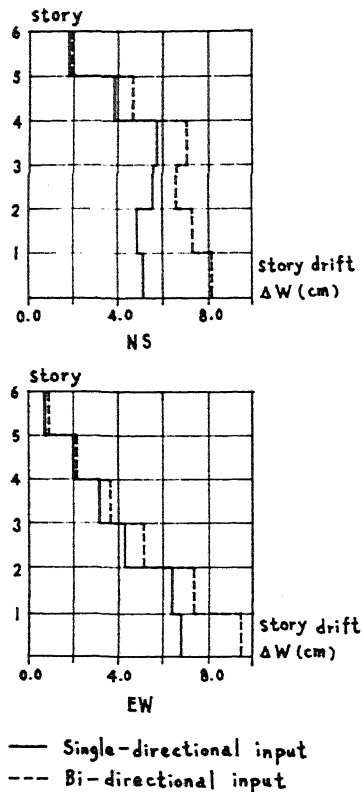 story
6
5
4
3
2
1
story drift
ΔW (cm)
0.0 4.0 8.0
NS
story
6
5
4
3
2
1
story drift
ΔW (cm)
0.0 4.0 8.0
EW
Single-directional input
Bi-directional input